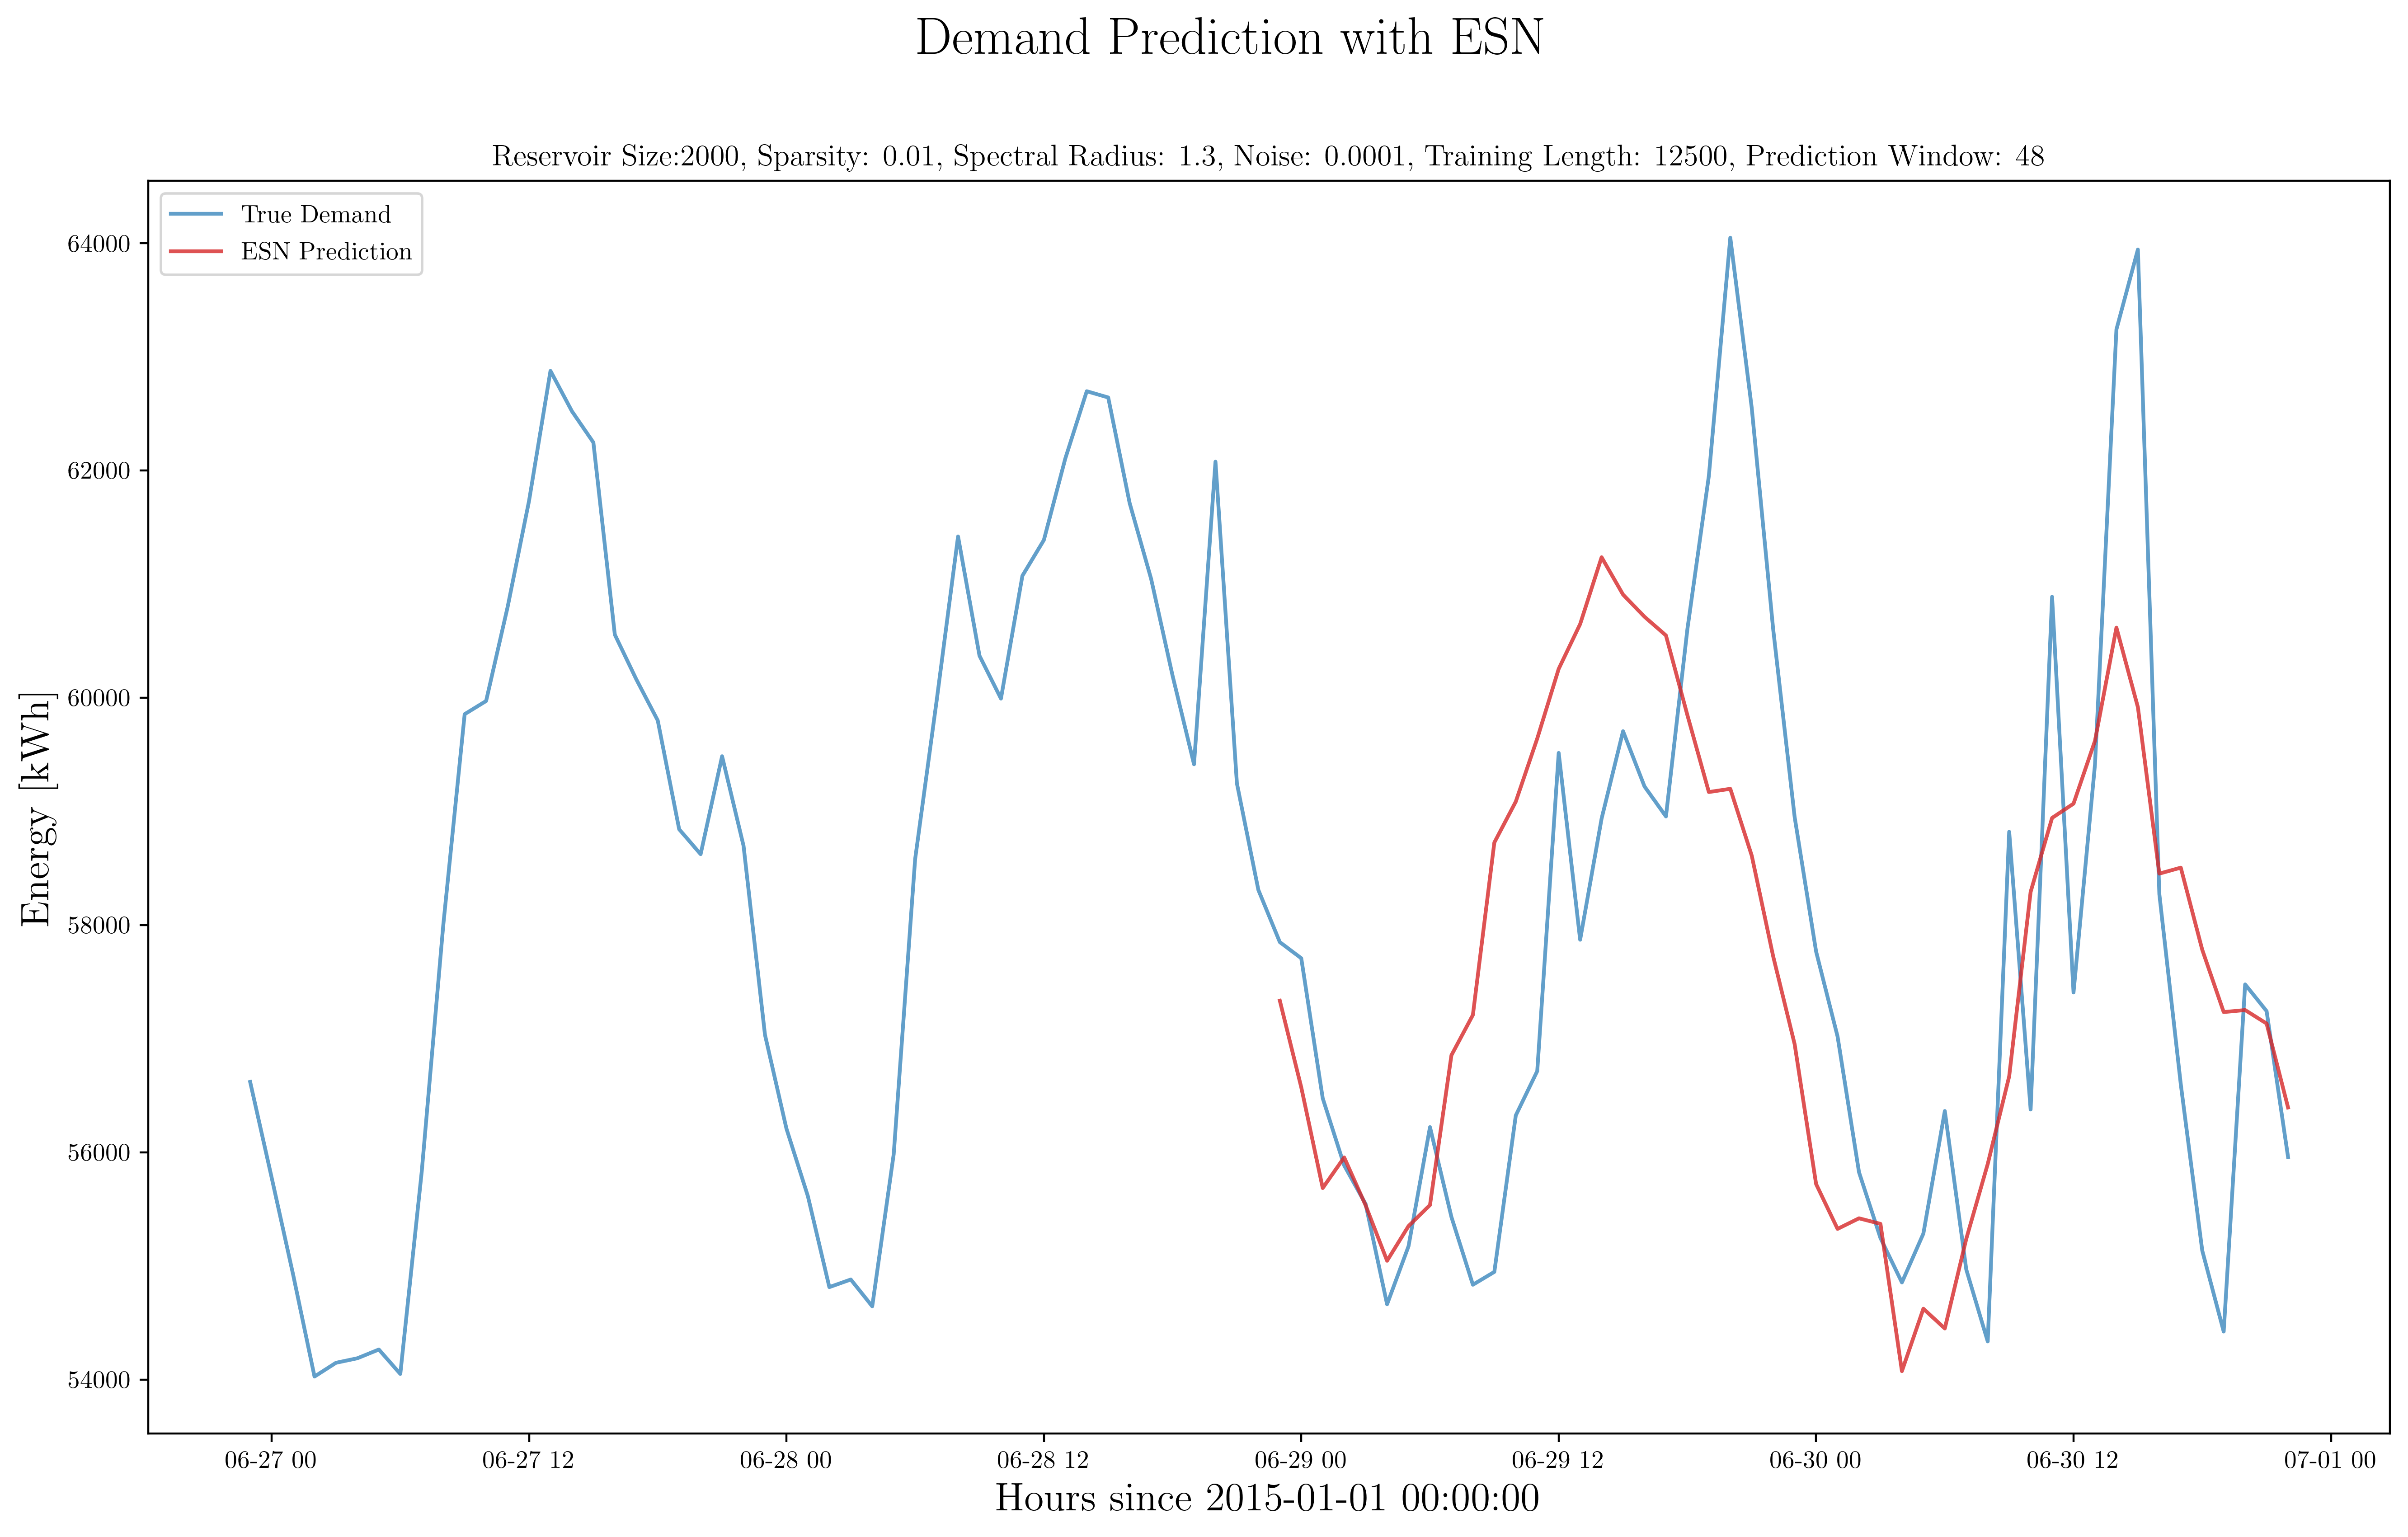 Demand Prediction with ESN
Reservoir Size:2000, Sparsity: 0.01, Spectral Radius: 1.3, Noise: 0.0001, Training Length: 12500, Prediction Window: 48
True Demand
ESN Prediction
64000
62000
60000
58000
56000
54000
Energy [kWh]
06-27 00 06-27 12 06-28 00 06-28 12 06-29 00 06-29 12 06-30 00 06-30 12 07-01 00
Hours since 2015-01-01 00:00:00